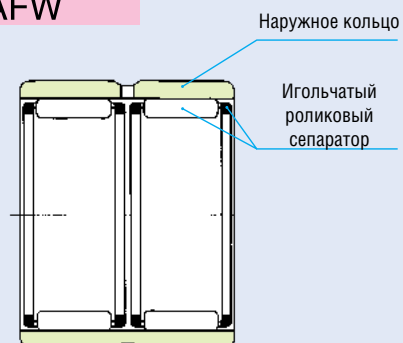 AFW
Наружное кольцо
Игольчатый
роликовый
сепаратор